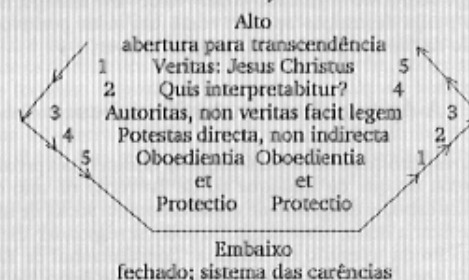 Alto
abertura para transcendência
1 Veritas: Jesus Christus 5
2 Quis interpretabitur? 4
3 Autoritas, non veritas facit legem 3
4 Potestas directa, non indirecta 2
5 Oboedientia Oboedientia 1
et et
Protectio Protectio
Embaixo
fechado; sistema das carências